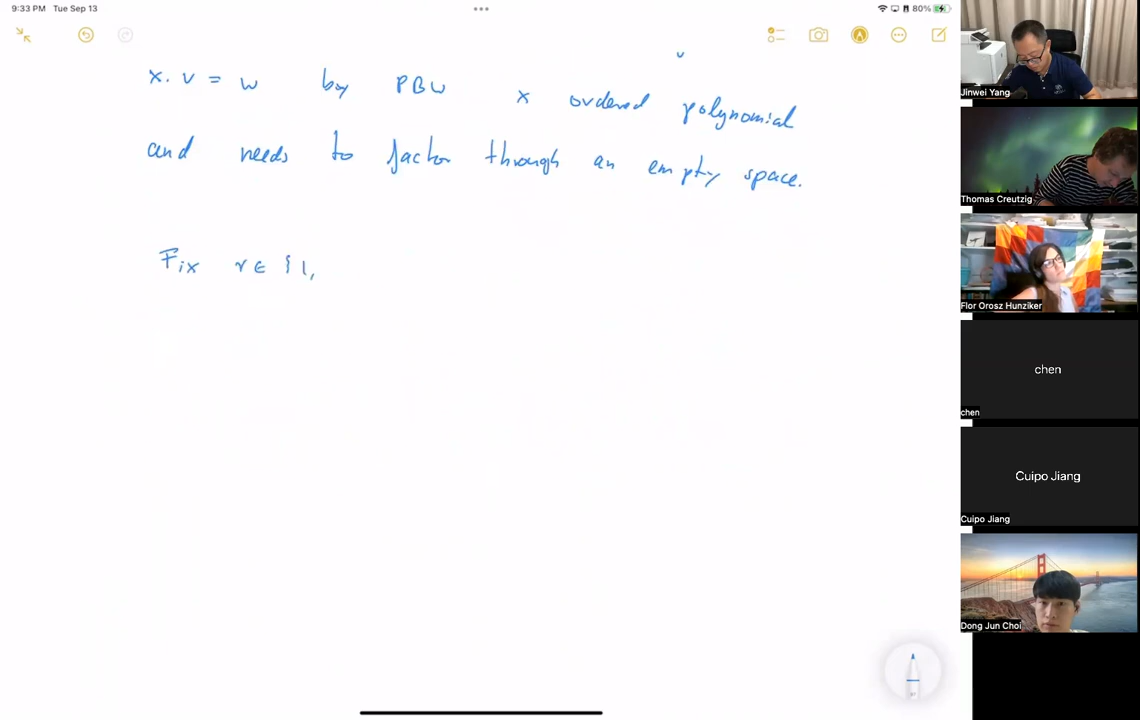 9:33 PM Tue Sep 13
80%
x. v = w by PBW x ordered polynomial
and needs to factor through an empty space.
Fix r ∈ { 1,
Jinwei Yang
Thomas Creutzig
Flor Orosz Hunziker
chen
chen
Cuipo Jiang
Cuipo Jiang
Dong Jun Choi